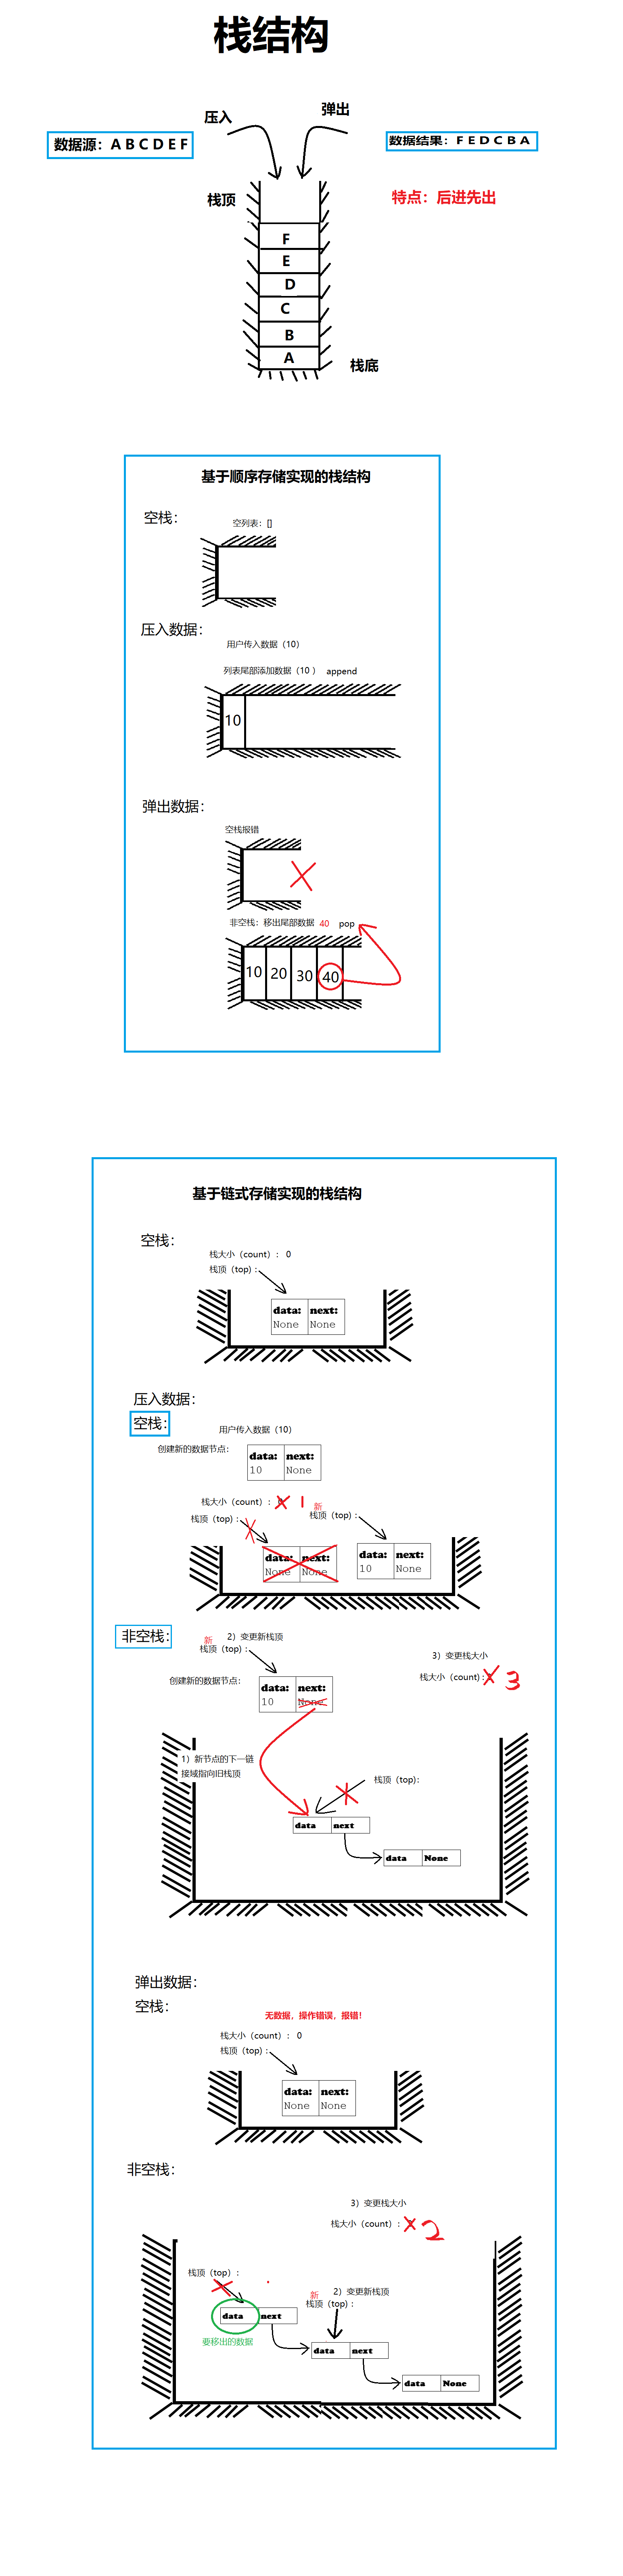 栈结构
压入
弹出
数据源：A B C D E F
数据结果：F E D C B A
栈顶
特点：后进先出
F
E
D
C
B
A
栈底
基于顺序存储实现的栈结构
空栈：
空列表：[]
压入数据：
用户传入数据（10）
列表尾部添加数据（10 ） append
10
弹出数据：
空栈报错
非空栈：移出尾部数据 40 pop
10 20 30 40
基于链式存储实现的栈结构
空栈：
栈大小（count）： 0
栈顶（top）:
data: next:
None None
压入数据：
空栈：
用户传入数据（10）
创建新的数据节点：
data: next:
10 None
栈大小（count）: 1
新
栈顶（top）: 栈顶（top）:
data: next: data: next:
None None 10 None
非空栈：
新 2）变更新栈顶
栈顶（top）:
3）变更栈大小
栈大小（count）: 3
创建新的数据节点：
data: next:
10 None
1）新节点的下一链
接域指向旧栈顶
栈顶（top）:
data next
data None
弹出数据：
空栈：
无数据，操作错误，报错！
栈大小（count）： 0
栈顶（top）:
data: next:
None None
非空栈：
3）变更栈大小
栈大小（count）: 2
栈顶（top）:
新 2）变更新栈顶
栈顶（top）:
data next
要移出的数据
data next
data None